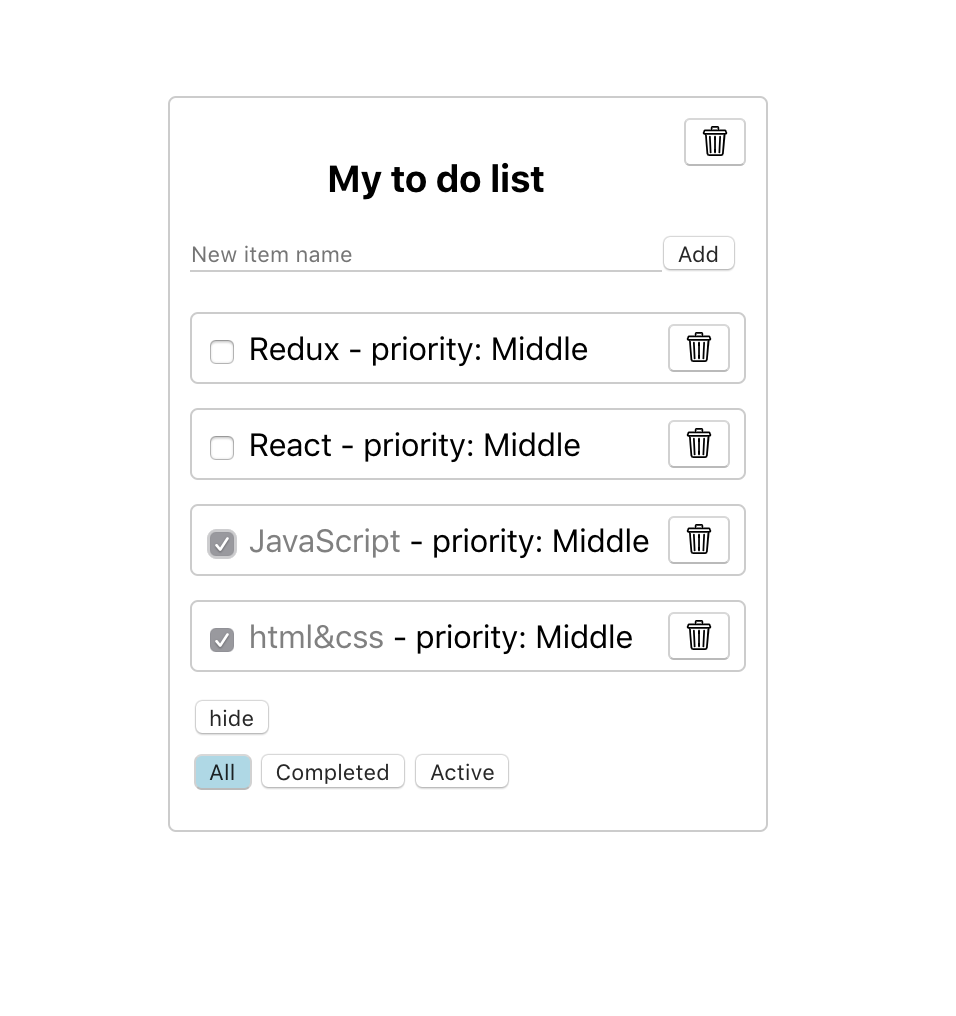 My to do list
New item name Add
Redux - priority: Middle
React - priority: Middle
JavaScript - priority: Middle
html&css - priority: Middle
hide
All Completed Active